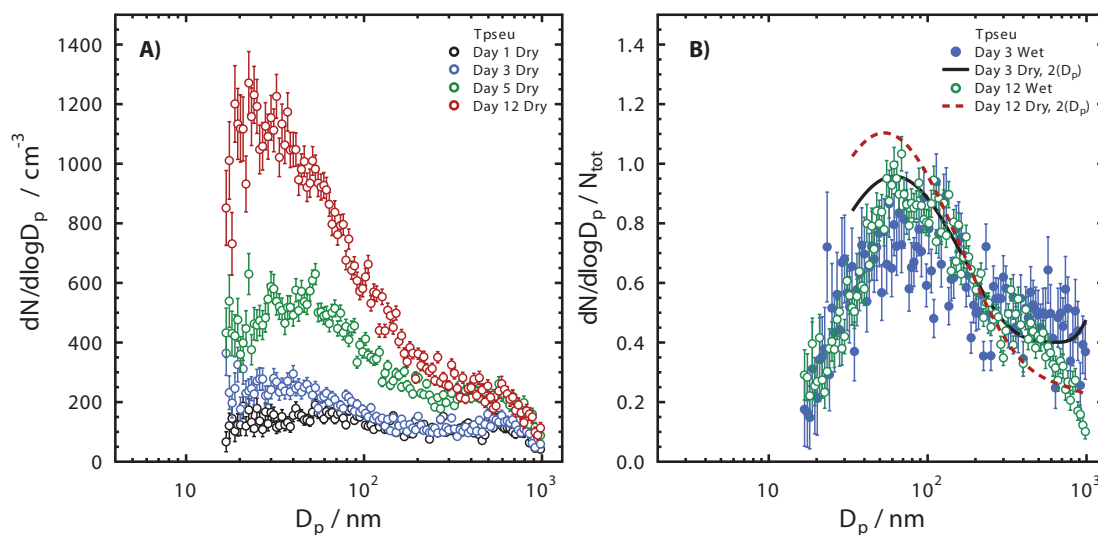 A)
Tpseu
Day 1 Dry
Day 3 Dry
Day 5 Dry
Day 12 Dry
dN/dlogDp / cm-3
1400
1200
1000
800
600
400
200
0
10
10²
10³
Dp / nm
B)
Tpseu
Day 3 Wet
Day 3 Dry, 2(Dp)
Day 12 Wet
Day 12 Dry, 2(Dp)
dN/dlogDp / Ntot
1.4
1.2
1.0
0.8
0.6
0.4
0.2
0.0
10
10²
10³
Dp / nm